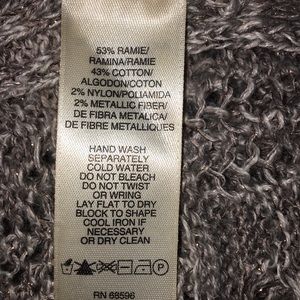 53% RAMIE/
RAMINA/RAMIE
43% COTTON/
ALGODON/COTON
2% NYLON/POLIAMIDA
2% METALLIC FIBER/
DE FIBRA METALICA/
DE FIBRE METALLIQUES
HAND WASH
SEPARATELY
COLD WATER
DO NOT BLEACH
DO NOT TWIST
OR WRING
LAY FLAT TO DRY
BLOCK TO SHAPE
COOL IRON IF
NECESSARY
OR DRY CLEAN
P
RN 68596